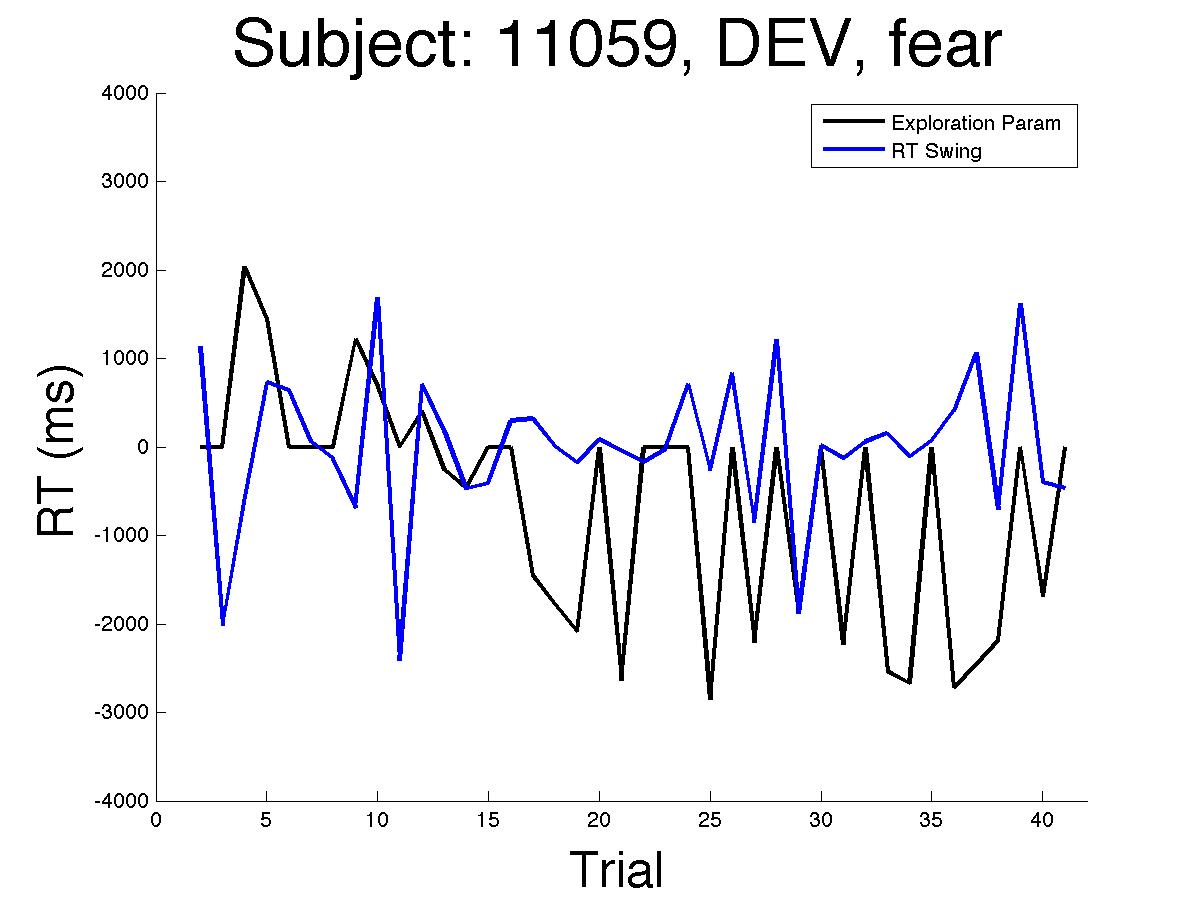 Subject: 11059, DEV, fear
Exploration Param
RT Swing
4000
3000
2000
1000
0
-1000
-2000
-3000
-4000
RT (ms)
0 5 10 15 20 25 30 35 40
Trial